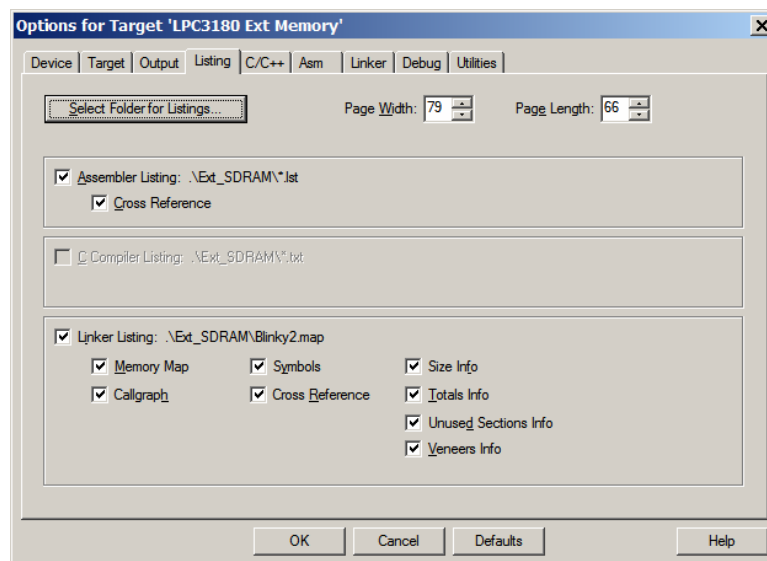 Options for Target 'LPC3180 Ext Memory'
Device Target Output Listing C/C++ Asm Linker Debug Utilities
Select Folder for Listings... Page Width: 79 Page Length: 66
Assembler Listing: .\Ext_SDRAM\*.lst
Cross Reference
C Compiler Listing: .\Ext_SDRAM\*.txt
Linker Listing: .\Ext_SDRAM\Blinky2.map
Memory Map Symbols Size Info
Callgraph Cross Reference Totals Info
Unused Sections Info
Veneers Info
OK Cancel Defaults Help